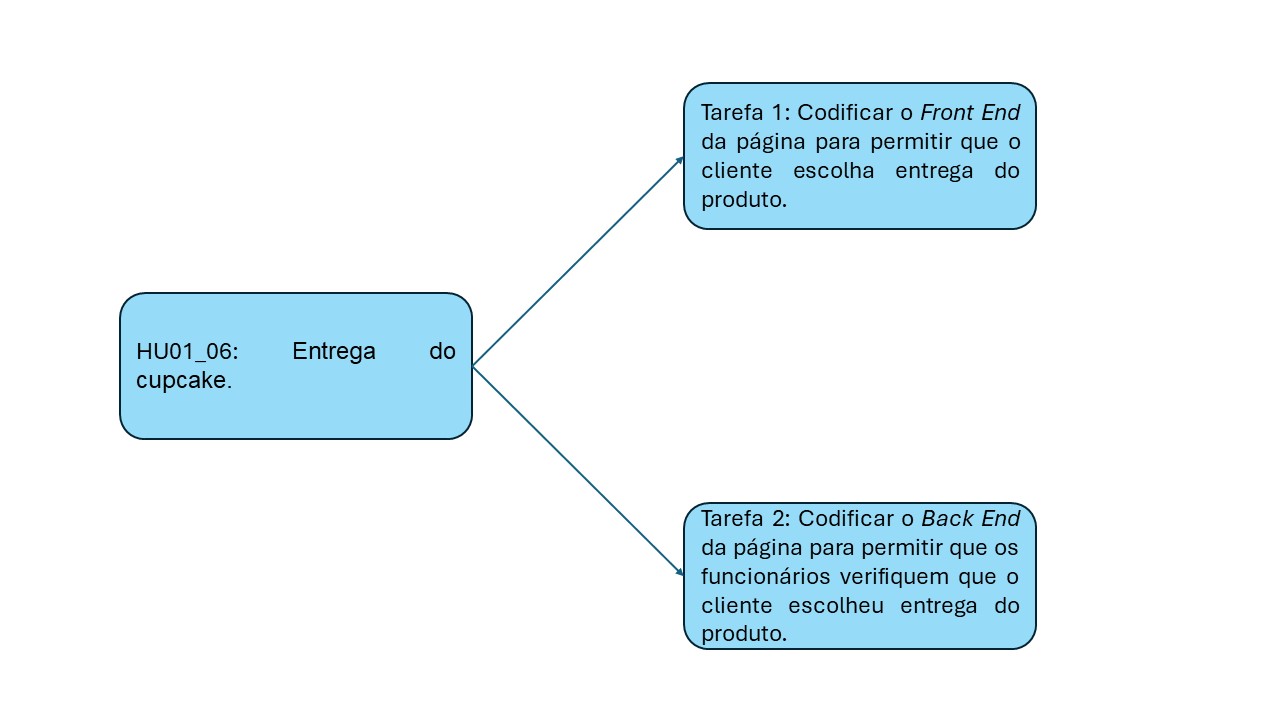 HU01_06: Entrega do
cupcake.
Tarefa 1: Codificar o Front End
da página para permitir que o
cliente escolha entrega do
produto.
Tarefa 2: Codificar o Back End
da página para permitir que os
funcionários verifiquem que o
cliente escolheu entrega do
produto.